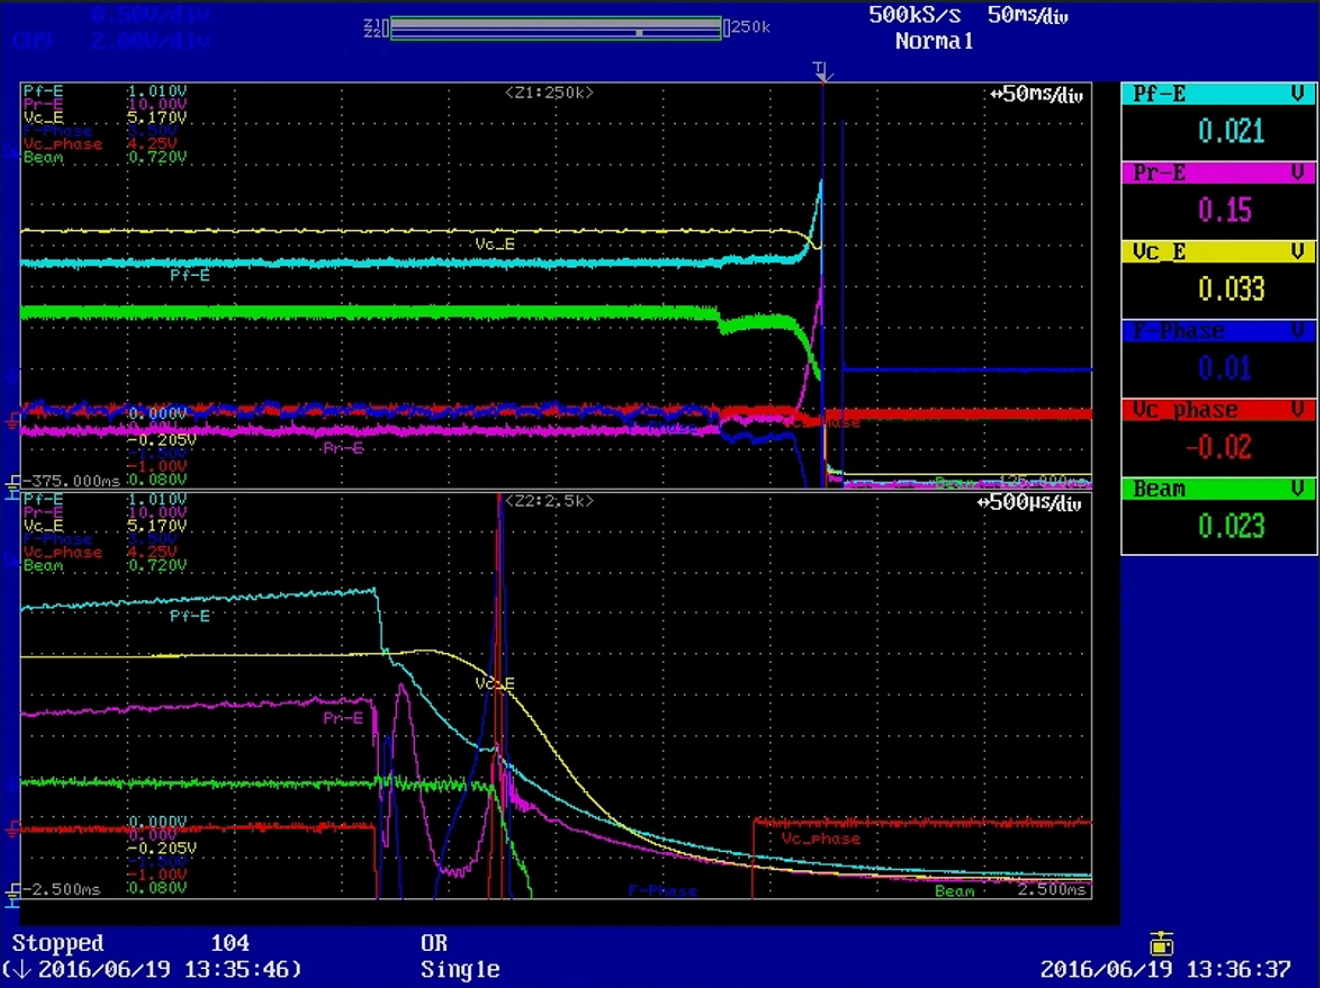 0.50V/div 500kS/s 50ms/div
CH9 2.00V/div Z1 Z2 250k Normal
T
Pf-E 1.010V <Z1:250k> ↔50ms/div
Pr-E 10.00V
Vc_E 5.170V
F-Phase 3.50V
Vc_phase 4.25V
Beam 0.720V
Vc_E
Pf-E
0.000V
-0.205V
-1.50V
-1.00V
-375.000ms 0.080V
F-Phase
Pr-E
Beam 125.000ms
Pf-E 1.010V <Z2:2.5k> ↔500µs/div
Pr-E 10.00V
Vc_E 5.170V
F-Phase 3.50V
Vc_phase 4.25V
Beam 0.720V
Pf-E
Vc_E
Pr-E
0.000V
0.00V
-0.205V
-1.50V
-1.00V
-2.500ms 0.080V
Vc_phase
F-Phase Beam 2.500ms
Pf-E V
0.021
Pr-E V
0.15
Vc_E V
0.033
F-Phase V
0.01
Vc_phase V
-0.02
Beam V
0.023
Stopped 104 OR
(↓2016/06/19 13:35:46) Single 2016/06/19 13:36:37